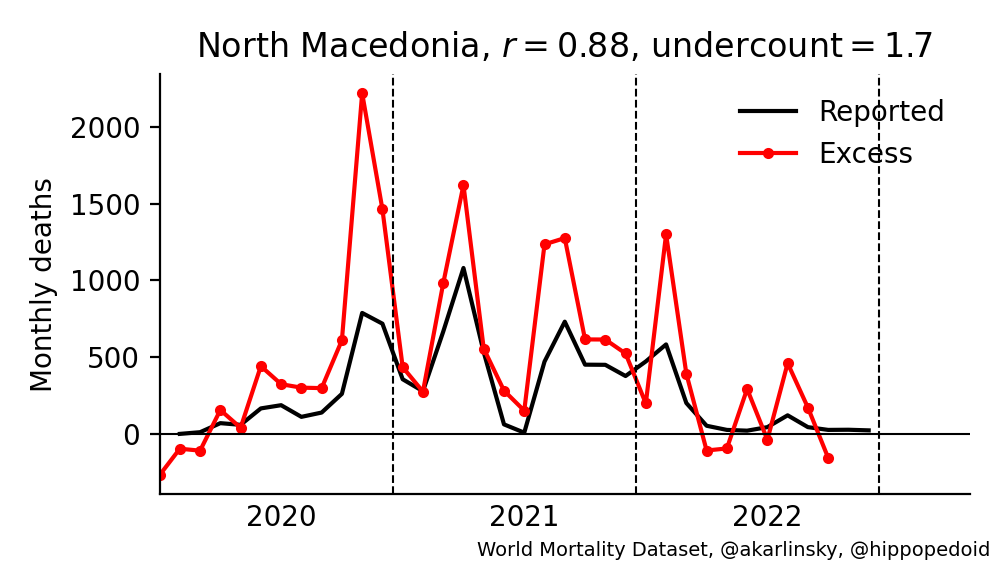 North Macedonia, r = 0.88, undercount = 1.7
Monthly deaths
2000
1500
1000
500
0
Reported
Excess
2020 2021 2022
World Mortality Dataset, @akarlinsky, @hippopedoid